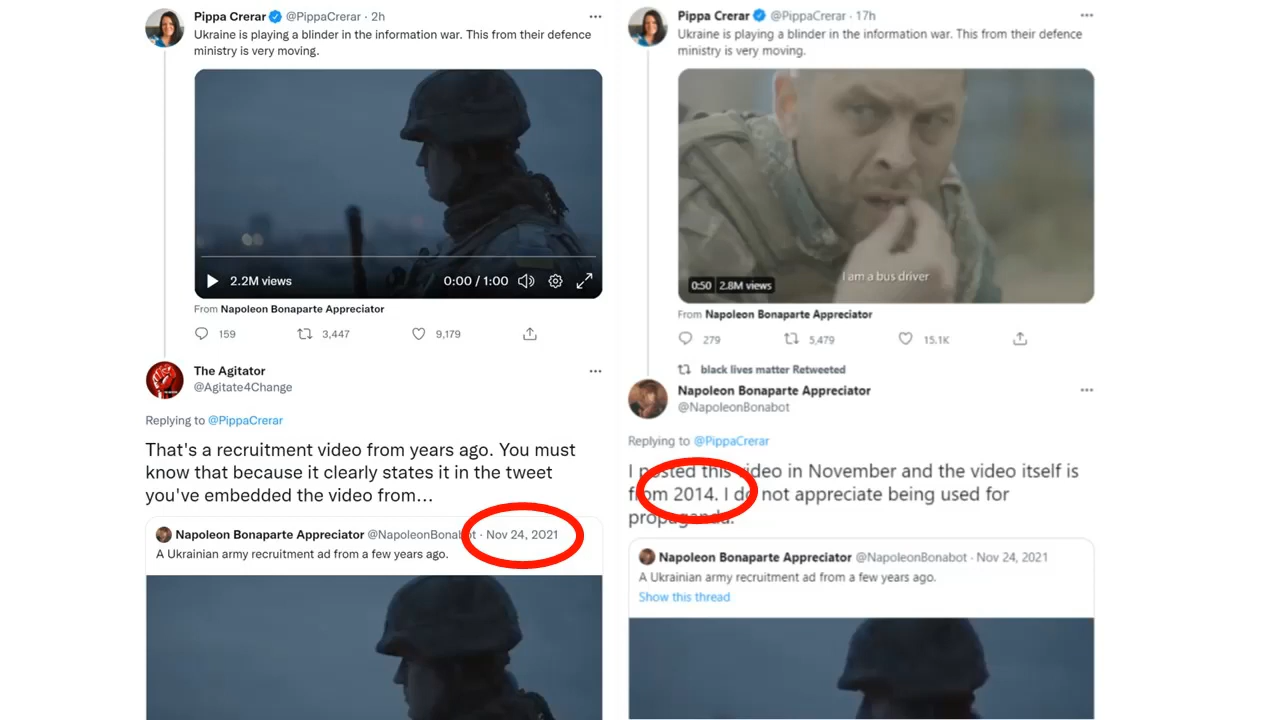 Pippa Crerar @PippaCrerar · 2h
Ukraine is playing a blinder in the information war. This from their defence
ministry is very moving.
2.2M views
0:00 / 1:00
From Napoleon Bonaparte Appreciator
159
3,447
9,179
The Agitator
@Agitate4Change
Replying to @PippaCrerar
That's a recruitment video from years ago. You must
know that because it clearly states it in the tweet
you've embedded the video from...
Napoleon Bonaparte Appreciator @NapoleonBonabot · Nov 24, 2021
A Ukrainian army recruitment ad from a few years ago.
Pippa Crerar @PippaCrerar · 17h
Ukraine is playing a blinder in the information war. This from their defence
ministry is very moving.
I am a bus driver
0:50 2.8M views
From Napoleon Bonaparte Appreciator
279
5,479
15.1K
black lives matter Retweeted
Napoleon Bonaparte Appreciator
@NapoleonBonabot
Replying to @PippaCrerar
I posted this video in November and the video itself is
from 2014. I do not appreciate being used for
propaganda.
Napoleon Bonaparte Appreciator @NapoleonBonabot · Nov 24, 2021
A Ukrainian army recruitment ad from a few years ago.
Show this thread